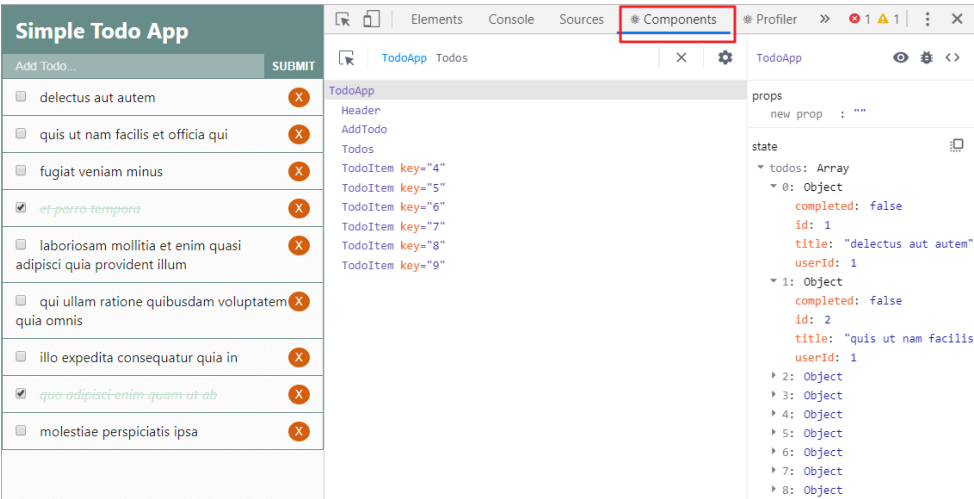 Simple Todo App
Add Todo... SUBMIT
delectus aut autem X
quis ut nam facilis et officia qui X
fugiat veniam minus X
et porro tempora X
laboriosam mollitia et enim quasi X
adipisci quia provident illum
qui ullam ratione quibusdam voluptatem X
quia omnis
illo expedita consequatur quia in X
quo adipisci enim quam ut ab X
molestiae perspiciatis ipsa X
Elements Console Sources Components Profiler » 1 1
TodoApp Todos
TodoApp
Header
AddTodo
Todos
TodoItem key="4"
TodoItem key="5"
TodoItem key="6"
TodoItem key="7"
TodoItem key="8"
TodoItem key="9"
TodoApp
props
new prop : ""
state
todos: Array
0: Object
completed: false
id: 1
title: "delectus aut autem"
userId: 1
1: Object
completed: false
id: 2
title: "quis ut nam facilis
userId: 1
2: Object
3: Object
4: Object
5: Object
6: Object
7: Object
8: Object